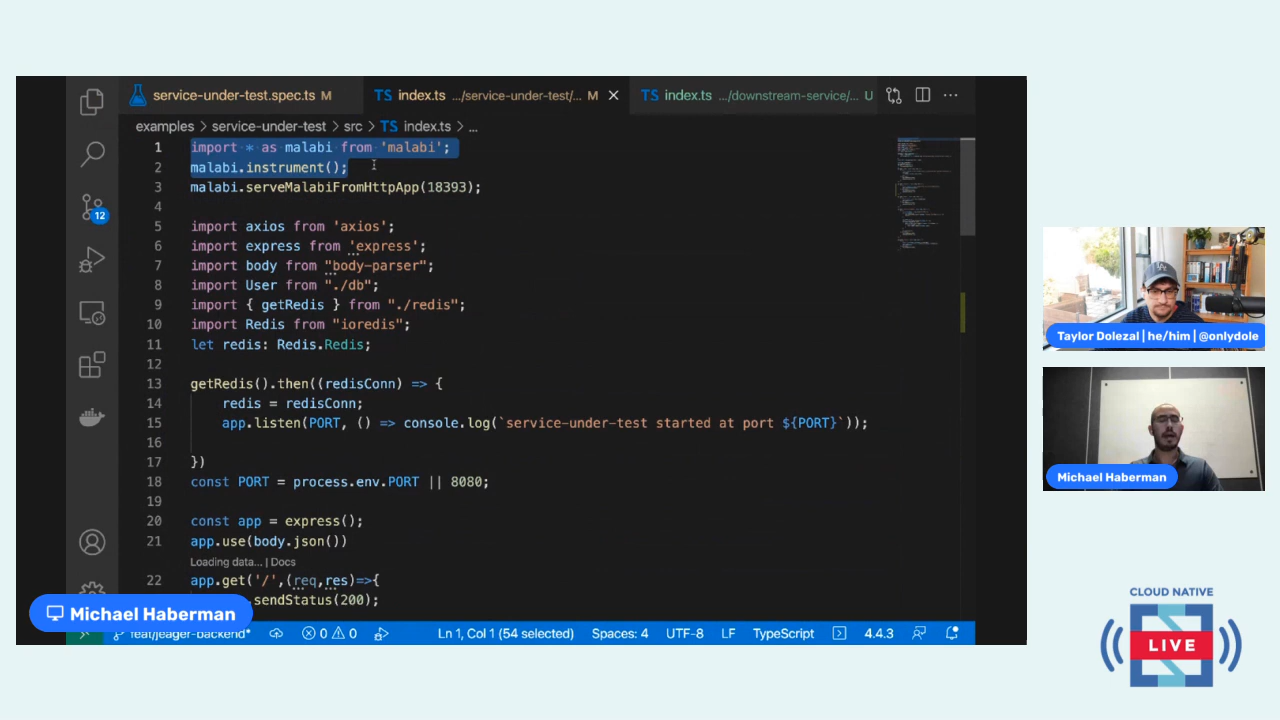 service-under-test.spec.ts M
TS index.ts .../service-under-test/... M
TS index.ts .../downstream-service/... U
examples > service-under-test > src > TS index.ts > ...
1 import * as malabi from 'malabi';
2 malabi.instrument();
3 malabi.serveMalabiFromHttpApp(18393);
4
5 import axios from 'axios';
6 import express from 'express';
7 import body from "body-parser";
8 import User from "./db";
9 import { getRedis } from "./redis";
10 import Redis from "ioredis";
11 let redis: Redis.Redis;
12
13 getRedis().then((redisConn) => {
14 redis = redisConn;
15 app.listen(PORT, () => console.log(`service-under-test started at port ${PORT}`));
16
17 })
18 const PORT = process.env.PORT || 8080;
19
20 const app = express();
21 app.use(body.json())
Loading data... | Docs
22 app.get('/',(req,res)=>{
.sendStatus(200);
12
Michael Haberman
feat/jeager-backend*
0 0
Ln 1, Col 1 (54 selected)
Spaces: 4
UTF-8
LF
TypeScript
4.4.3
Taylor Dolezal | he/him | @onlydole
Michael Haberman
CLOUD NATIVE
LIVE